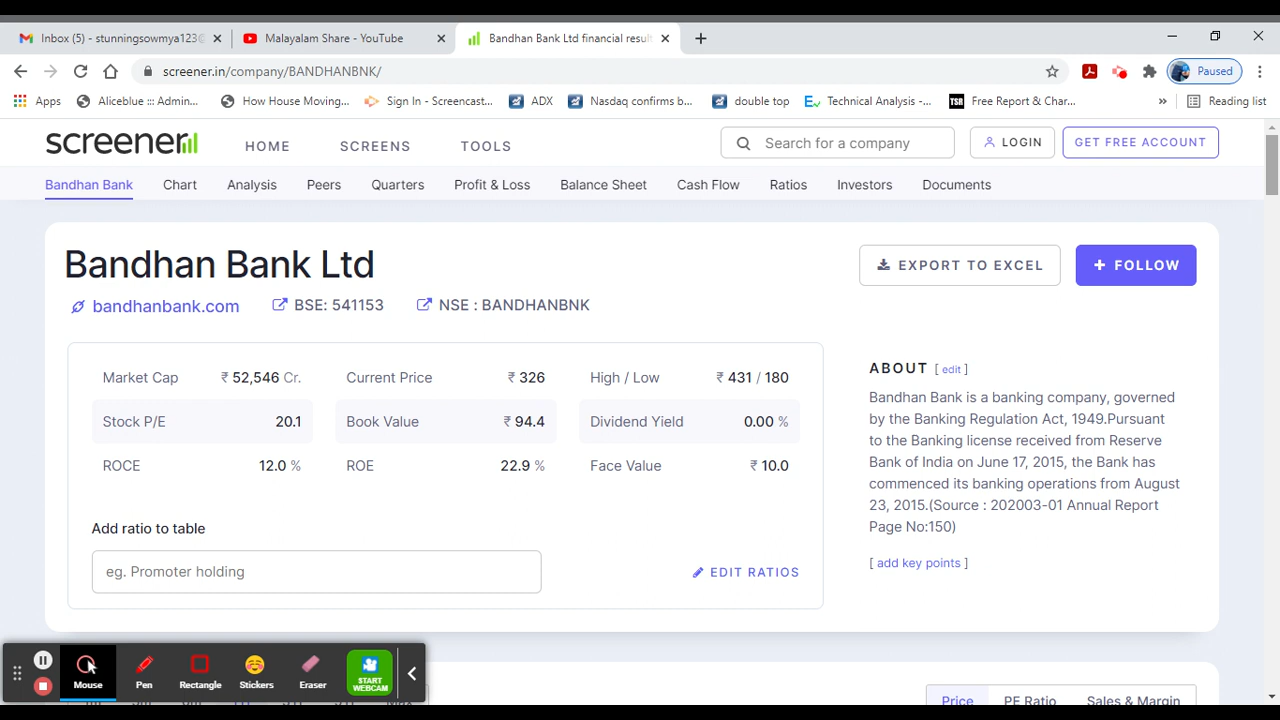 Inbox (5) - stunningsowmya123@
Malayalam Share - YouTube
Bandhan Bank Ltd financial result
screener.in/company/BANDHANBNK/
Paused
Apps
Aliceblue ::: Admin...
How House Moving...
Sign In - Screencast...
ADX
Nasdaq confirms b...
double top
Technical Analysis -...
TSR
Free Report & Char...
»
Reading list
screener
HOME
SCREENS
TOOLS
Search for a company
LOGIN
GET FREE ACCOUNT
Bandhan Bank
Chart
Analysis
Peers
Quarters
Profit & Loss
Balance Sheet
Cash Flow
Ratios
Investors
Documents
Bandhan Bank Ltd
EXPORT TO EXCEL
+ FOLLOW
bandhanbank.com
BSE: 541153
NSE : BANDHANBNK
Market Cap ₹ 52,546 Cr.
Current Price ₹ 326
High / Low ₹ 431 / 180
Stock P/E 20.1
Book Value ₹ 94.4
Dividend Yield 0.00 %
ROCE 12.0 %
ROE 22.9 %
Face Value ₹ 10.0
Add ratio to table
eg. Promoter holding
EDIT RATIOS
ABOUT [ edit ]
Bandhan Bank is a banking company, governed
by the Banking Regulation Act, 1949.Pursuant
to the Banking license received from Reserve
Bank of India on June 17, 2015, the Bank has
commenced its banking operations from August
23, 2015.(Source : 202003-01 Annual Report
Page No:150)
[ add key points ]
Mouse
Pen
Rectangle
Stickers
Eraser
START
WEBCAM
Price
PE Ratio
Sales & Margin